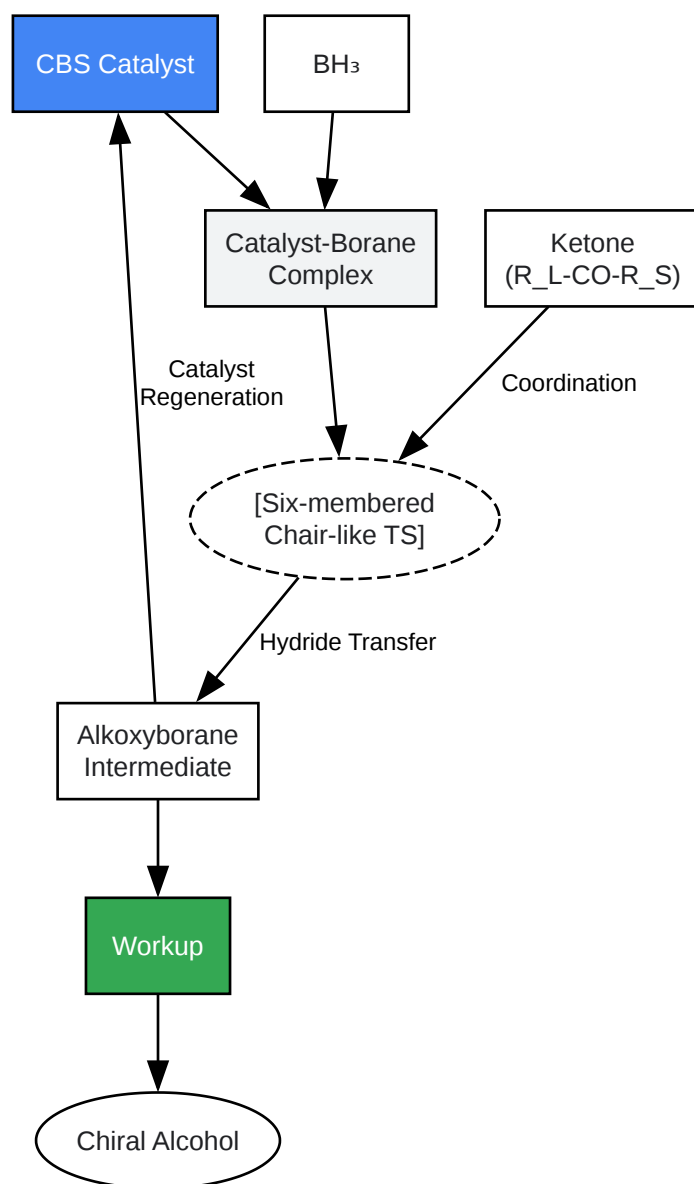 CBS Catalyst
BH₃
Catalyst-Borane
Complex
Ketone
(R_L-CO-R_S)
Catalyst
Regeneration
Coordination
[Six-membered
Chair-like TS]
Hydride Transfer
Alkoxyborane
Intermediate
Workup
Chiral Alcohol